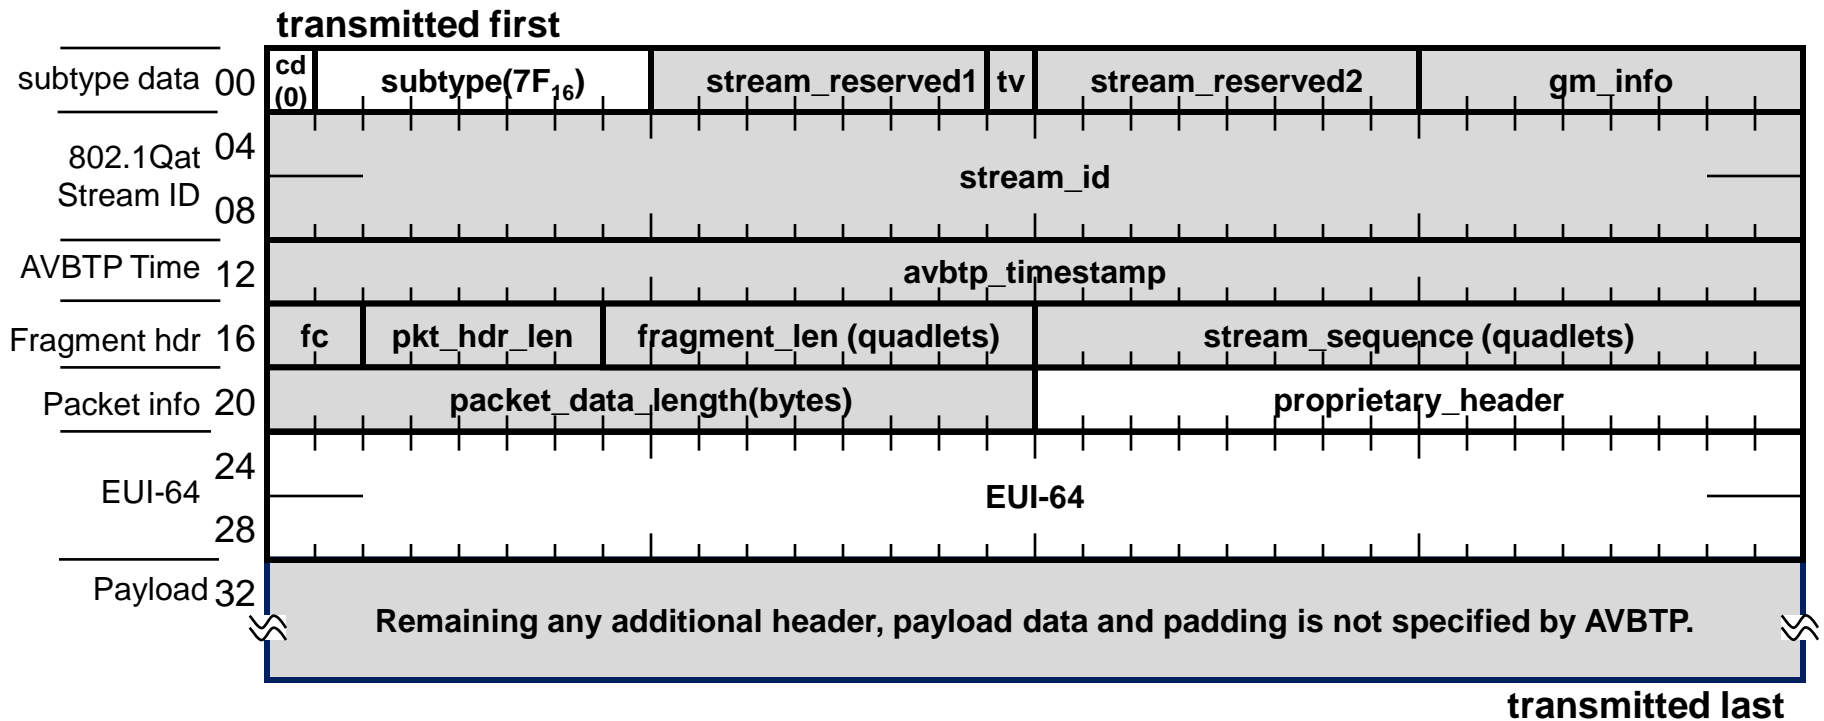 transmitted first
subtype data 00 cd (0) subtype(7F16) stream_reserved1 tv stream_reserved2 gm_info
802.1Qat Stream ID 04 08 stream_id
AVBTP Time 12 avbtp_timestamp
Fragment hdr 16 fc pkt_hdr_len fragment_len (quadlets) stream_sequence (quadlets)
Packet info 20 packet_data_length(bytes) proprietary_header
EUI-64 24 28 EUI-64
Payload 32 Remaining any additional header, payload data and padding is not specified by AVBTP.
transmitted last